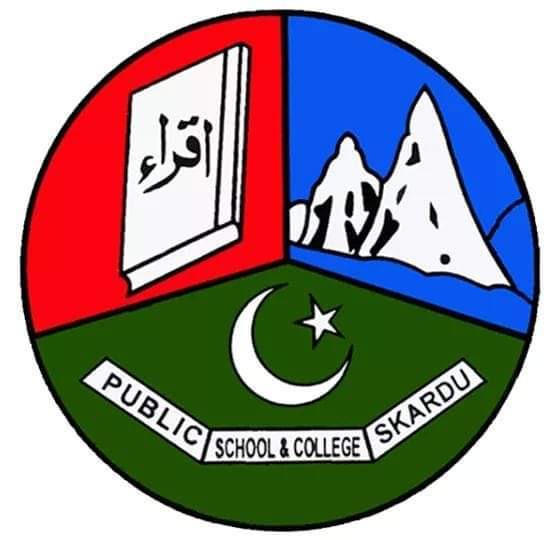 اقراء
PUBLIC SCHOOL & COLLEGE SKARDU